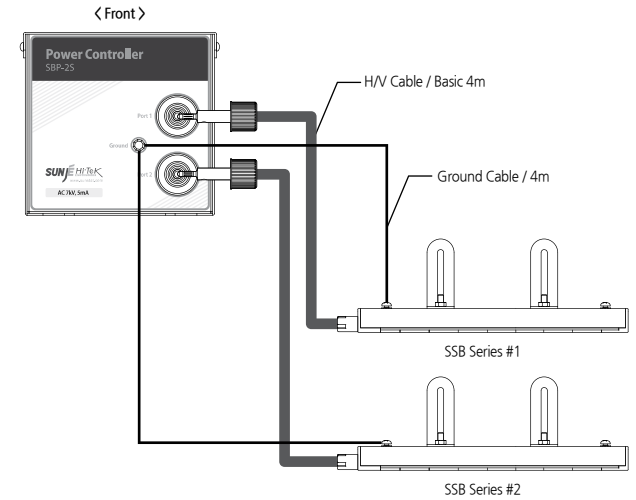 < Front >
Power Controller
SBP-2S
Port 1
Ground
Port 2
SUNJE HI-TEK
AC 7kV, 5mA
H/V Cable / Basic 4m
Ground Cable / 4m
SSB Series #1
SSB Series #2